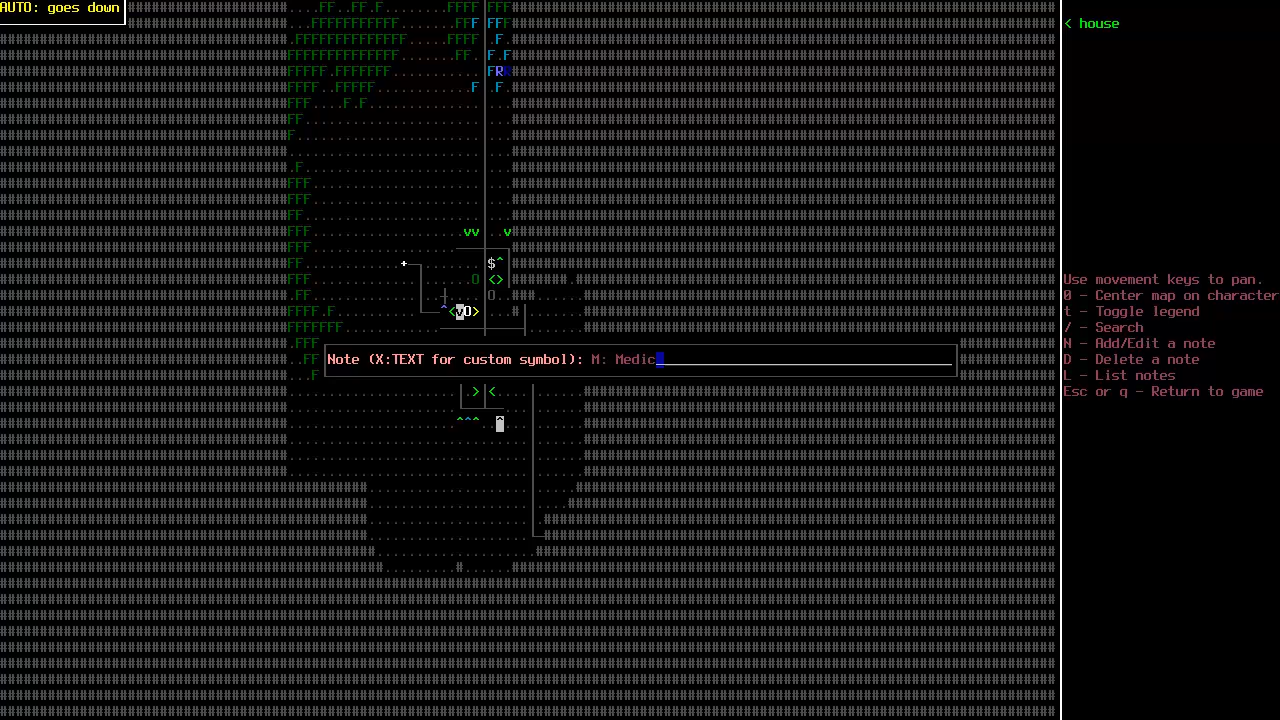 AUTO: goes down
< house
Use movement keys to pan.
0 - Center map on character
t - Toggle legend
/ - Search
N - Add/Edit a note
D - Delete a note
L - List notes
Esc or q - Return to game
Note (X:TEXT for custom symbol): M: Medic